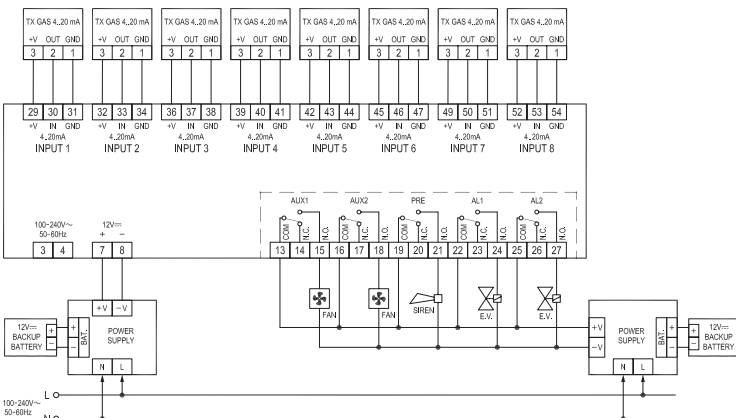 TX GAS 4..20 mA TX GAS 4..20 mA TX GAS 4..20 mA TX GAS 4..20 mA TX GAS 4..20 mA TX GAS 4..20 mA TX GAS 4..20 mA TX GAS 4..20 mA
+V OUT GND +V OUT GND +V OUT GND +V OUT GND +V OUT GND +V OUT GND +V OUT GND +V OUT GND
3 2 1 3 2 1 3 2 1 3 2 1 3 2 1 3 2 1 3 2 1 3 2 1
29 30 31 32 33 34 36 37 38 39 40 41 42 43 44 45 46 47 49 50 51 52 53 54
+V IN GND +V IN GND +V IN GND +V IN GND +V IN GND +V IN GND +V IN GND +V IN GND
4..20mA 4..20mA 4..20mA 4..20mA 4..20mA 4..20mA 4..20mA 4..20mA
INPUT 1 INPUT 2 INPUT 3 INPUT 4 INPUT 5 INPUT 6 INPUT 7 INPUT 8
AUX1 AUX2 PRE AL1 AL2
COM N.C. N.O. COM N.C. N.O. COM N.C. N.O. COM N.C. N.O. COM N.C. N.O.
100-240V~ 12V⎓
50-60Hz + −
3 4 7 8 13 14 15 16 17 18 19 20 21 22 23 24 25 26 27
FAN FAN SIREN E.V. E.V.
+V −V
12V⎓
BACKUP
BATTERY
+
−
+
−
BAT.
POWER
SUPPLY
N L
+V
−V
POWER
SUPPLY
BAT.
+
−
+
−
12V⎓
BACKUP
BATTERY
N L
L
100-240V~
50-60Hz
N